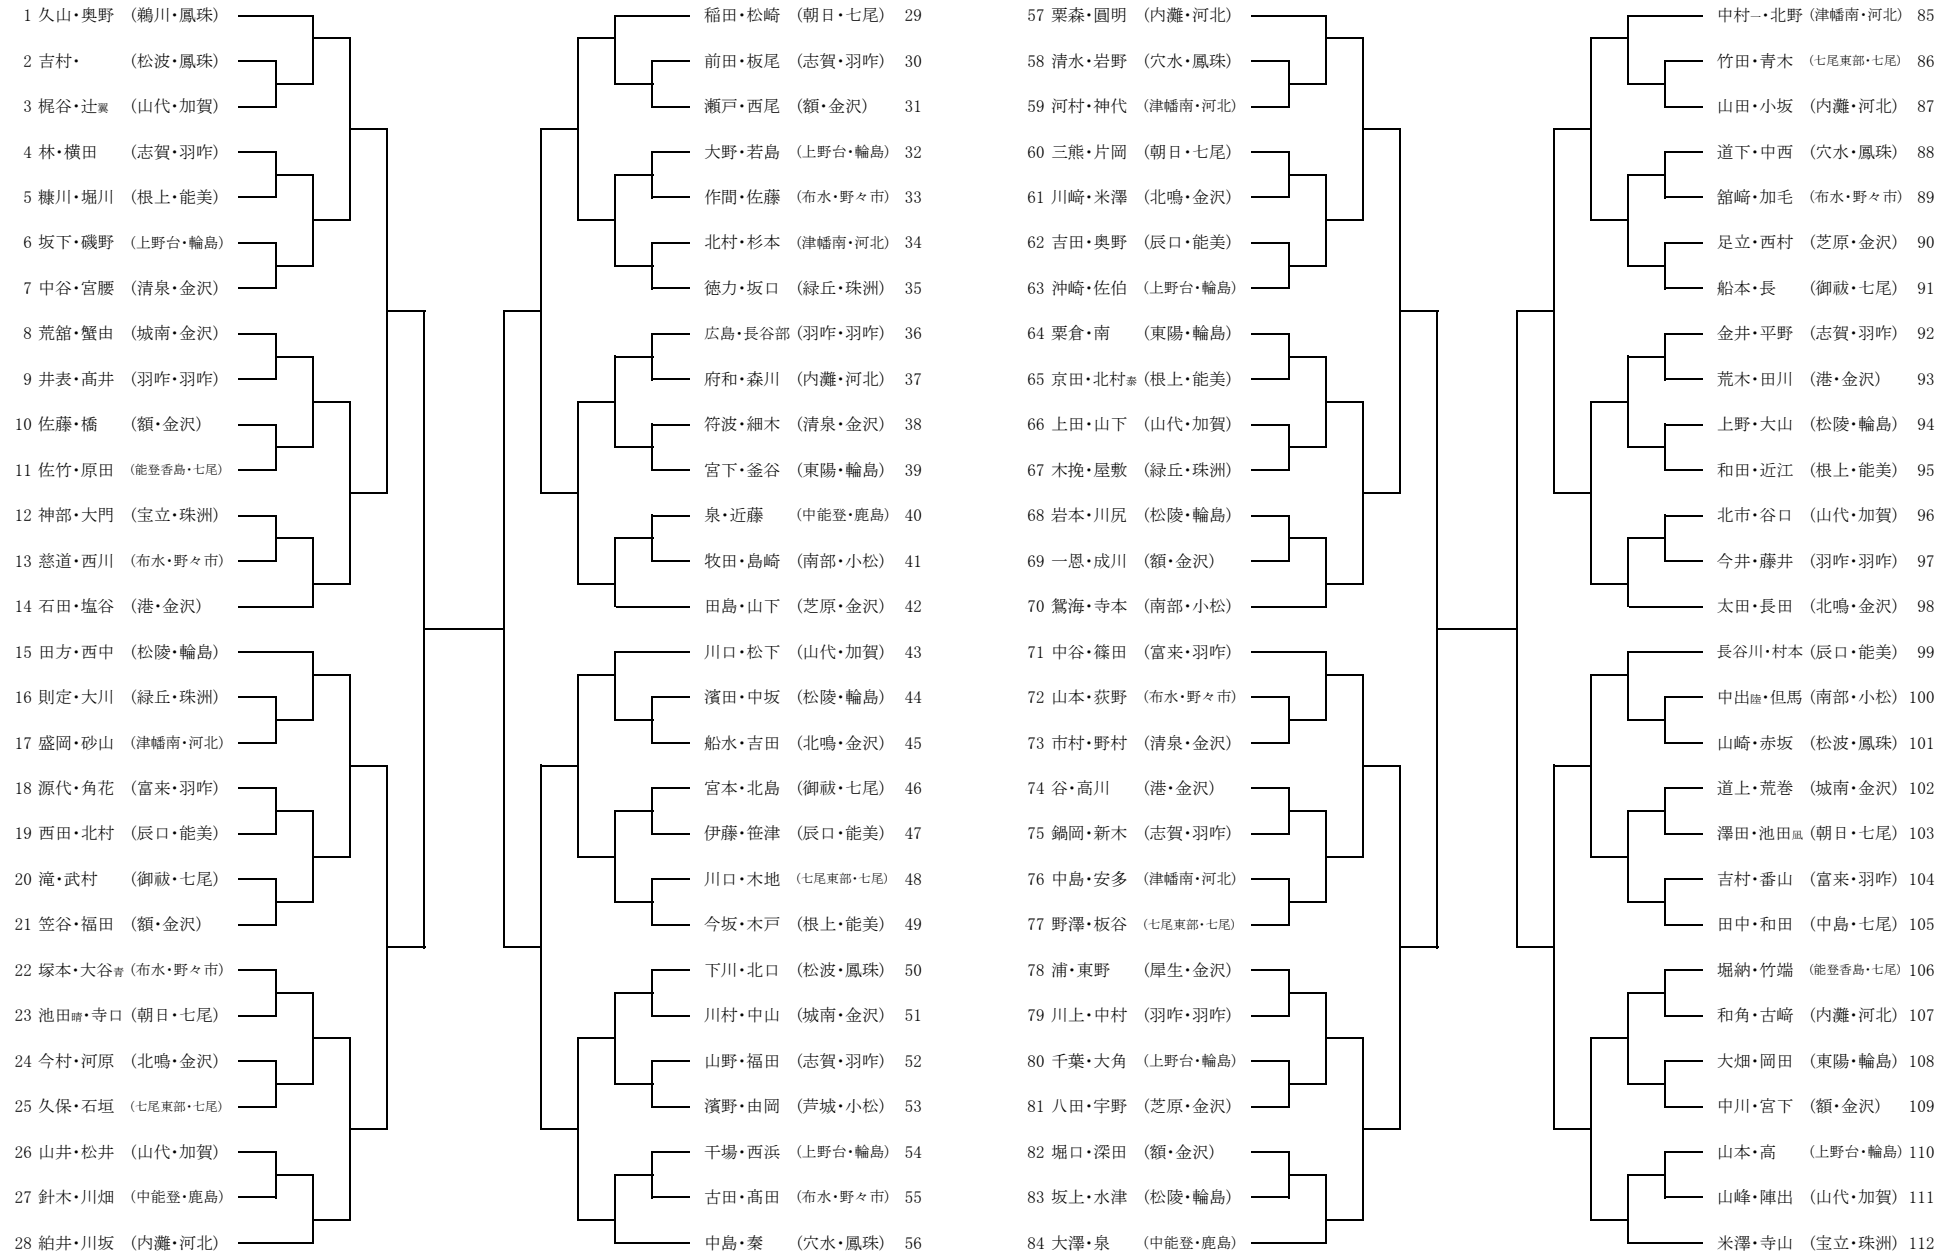 1 久山・奥野 (鵜川・鳳珠)
2 吉村・ (松波・鳳珠)
3 梶谷・辻翼 (山代・加賀)
4 林・横田 (志賀・羽咋)
5 糠川・堀川 (根上・能美)
6 坂下・磯野 (上野台・輪島)
7 中谷・宮腰 (清泉・金沢)
8 荒舘・蟹由 (城南・金沢)
9 井表・髙井 (羽咋・羽咋)
10 佐藤・橋 (額・金沢)
11 佐竹・原田 (能登香島・七尾)
12 神部・大門 (宝立・珠洲)
13 慈道・西川 (布水・野々市)
14 石田・塩谷 (港・金沢)
15 田方・西中 (松陵・輪島)
16 則定・大川 (緑丘・珠洲)
17 盛岡・砂山 (津幡南・河北)
18 源代・角花 (富来・羽咋)
19 西田・北村 (辰口・能美)
20 滝・武村 (御祓・七尾)
21 笠谷・福田 (額・金沢)
22 塚本・大谷青 (布水・野々市)
23 池田晴・寺口 (朝日・七尾)
24 今村・河原 (北鳴・金沢)
25 久保・石垣 (七尾東部・七尾)
26 山井・松井 (山代・加賀)
27 針木・川畑 (中能登・鹿島)
28 絈井・川坂 (内灘・河北)
稲田・松崎 (朝日・七尾) 29
前田・板尾 (志賀・羽咋) 30
瀬戸・西尾 (額・金沢) 31
大野・若島 (上野台・輪島) 32
作間・佐藤 (布水・野々市) 33
北村・杉本 (津幡南・河北) 34
徳力・坂口 (緑丘・珠洲) 35
広島・長谷部 (羽咋・羽咋) 36
府和・森川 (内灘・河北) 37
符波・細木 (清泉・金沢) 38
宮下・釜谷 (東陽・輪島) 39
泉・近藤 (中能登・鹿島) 40
牧田・島崎 (南部・小松) 41
田島・山下 (芝原・金沢) 42
川口・松下 (山代・加賀) 43
濱田・中坂 (松陵・輪島) 44
船水・吉田 (北鳴・金沢) 45
宮本・北島 (御祓・七尾) 46
伊藤・笹津 (辰口・能美) 47
川口・木地 (七尾東部・七尾) 48
今坂・木戸 (根上・能美) 49
下川・北口 (松波・鳳珠) 50
川村・中山 (城南・金沢) 51
山野・福田 (志賀・羽咋) 52
濱野・由岡 (芦城・小松) 53
干場・西浜 (上野台・輪島) 54
古田・髙田 (布水・野々市) 55
中島・秦 (穴水・鳳珠) 56
57 栗森・圓明 (内灘・河北)
58 清水・岩野 (穴水・鳳珠)
59 河村・神代 (津幡南・河北)
60 三熊・片岡 (朝日・七尾)
61 川﨑・米澤 (北鳴・金沢)
62 吉田・奥野 (辰口・能美)
63 沖崎・佐伯 (上野台・輪島)
64 粟倉・南 (東陽・輪島)
65 京田・北村泰 (根上・能美)
66 上田・山下 (山代・加賀)
67 木挽・屋敷 (緑丘・珠洲)
68 岩本・川尻 (松陵・輪島)
69 一恩・成川 (額・金沢)
70 鴛海・寺本 (南部・小松)
71 中谷・篠田 (富来・羽咋)
72 山本・荻野 (布水・野々市)
73 市村・野村 (清泉・金沢)
74 谷・高川 (港・金沢)
75 鍋岡・新木 (志賀・羽咋)
76 中島・安多 (津幡南・河北)
77 野澤・板谷 (七尾東部・七尾)
78 浦・東野 (犀生・金沢)
79 川上・中村 (羽咋・羽咋)
80 千葉・大角 (上野台・輪島)
81 八田・宇野 (芝原・金沢)
82 堀口・深田 (額・金沢)
83 坂上・水津 (松陵・輪島)
84 大澤・泉 (中能登・鹿島)
中村一・北野 (津幡南・河北) 85
竹田・青木 (七尾東部・七尾) 86
山田・小坂 (内灘・河北) 87
道下・中西 (穴水・鳳珠) 88
舘﨑・加毛 (布水・野々市) 89
足立・西村 (芝原・金沢) 90
船本・長 (御祓・七尾) 91
金井・平野 (志賀・羽咋) 92
荒木・田川 (港・金沢) 93
上野・大山 (松陵・輪島) 94
和田・近江 (根上・能美) 95
北市・谷口 (山代・加賀) 96
今井・藤井 (羽咋・羽咋) 97
太田・長田 (北鳴・金沢) 98
長谷川・村本 (辰口・能美) 99
中出陸・但馬 (南部・小松) 100
山崎・赤坂 (松波・鳳珠) 101
道上・荒巻 (城南・金沢) 102
澤田・池田凪 (朝日・七尾) 103
吉村・番山 (富来・羽咋) 104
田中・和田 (中島・七尾) 105
堀納・竹端 (能登香島・七尾) 106
和角・古﨑 (内灘・河北) 107
大畑・岡田 (東陽・輪島) 108
中川・宮下 (額・金沢) 109
山本・高 (上野台・輪島) 110
山峰・陣出 (山代・加賀) 111
米澤・寺山 (宝立・珠洲) 112